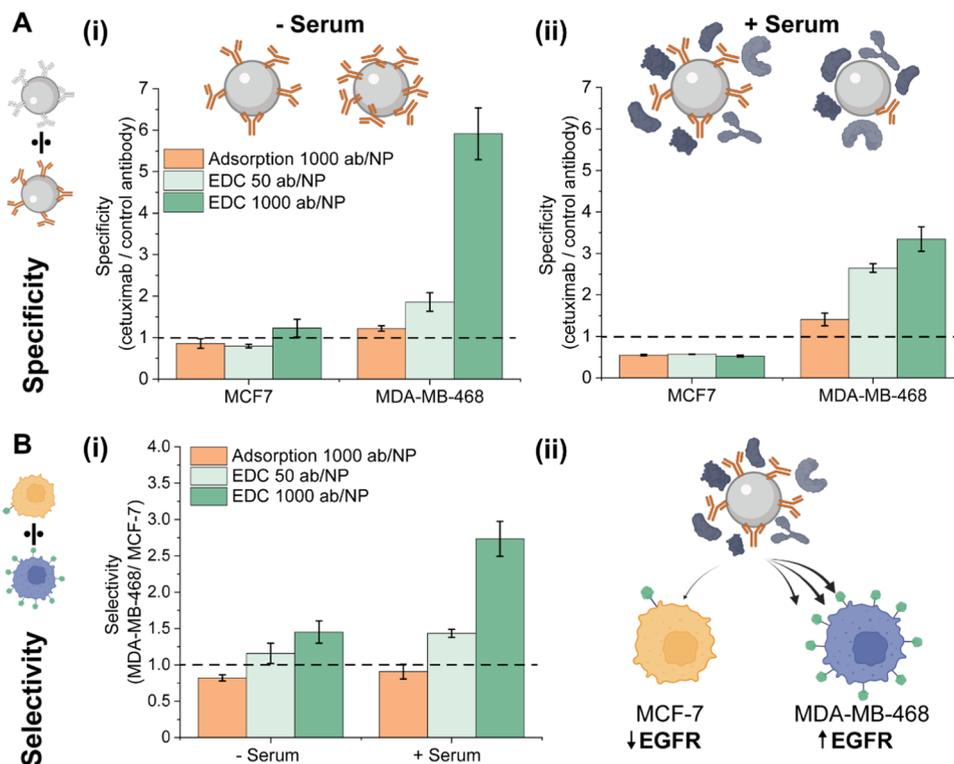 A
(i)
- Serum
(ii)
+ Serum
Specificity
Specificity
(cetuximab / control antibody)
7
6
5
4
3
2
1
0
Adsorption 1000 ab/NP
EDC 50 ab/NP
EDC 1000 ab/NP
MCF7
MDA-MB-468
Specificity
(cetuximab / control antibody)
7
6
5
4
3
2
1
0
MCF7
MDA-MB-468
B
(i)
(ii)
Selectivity
Selectivity
(MDA-MB-468/ MCF-7)
4.0
3.0
2.5
2.0
1.5
1.0
0.5
0
Adsorption 1000 ab/NP
EDC 50 ab/NP
EDC 1000 ab/NP
- Serum
+ Serum
MCF-7
↓EGFR
MDA-MB-468
↑EGFR